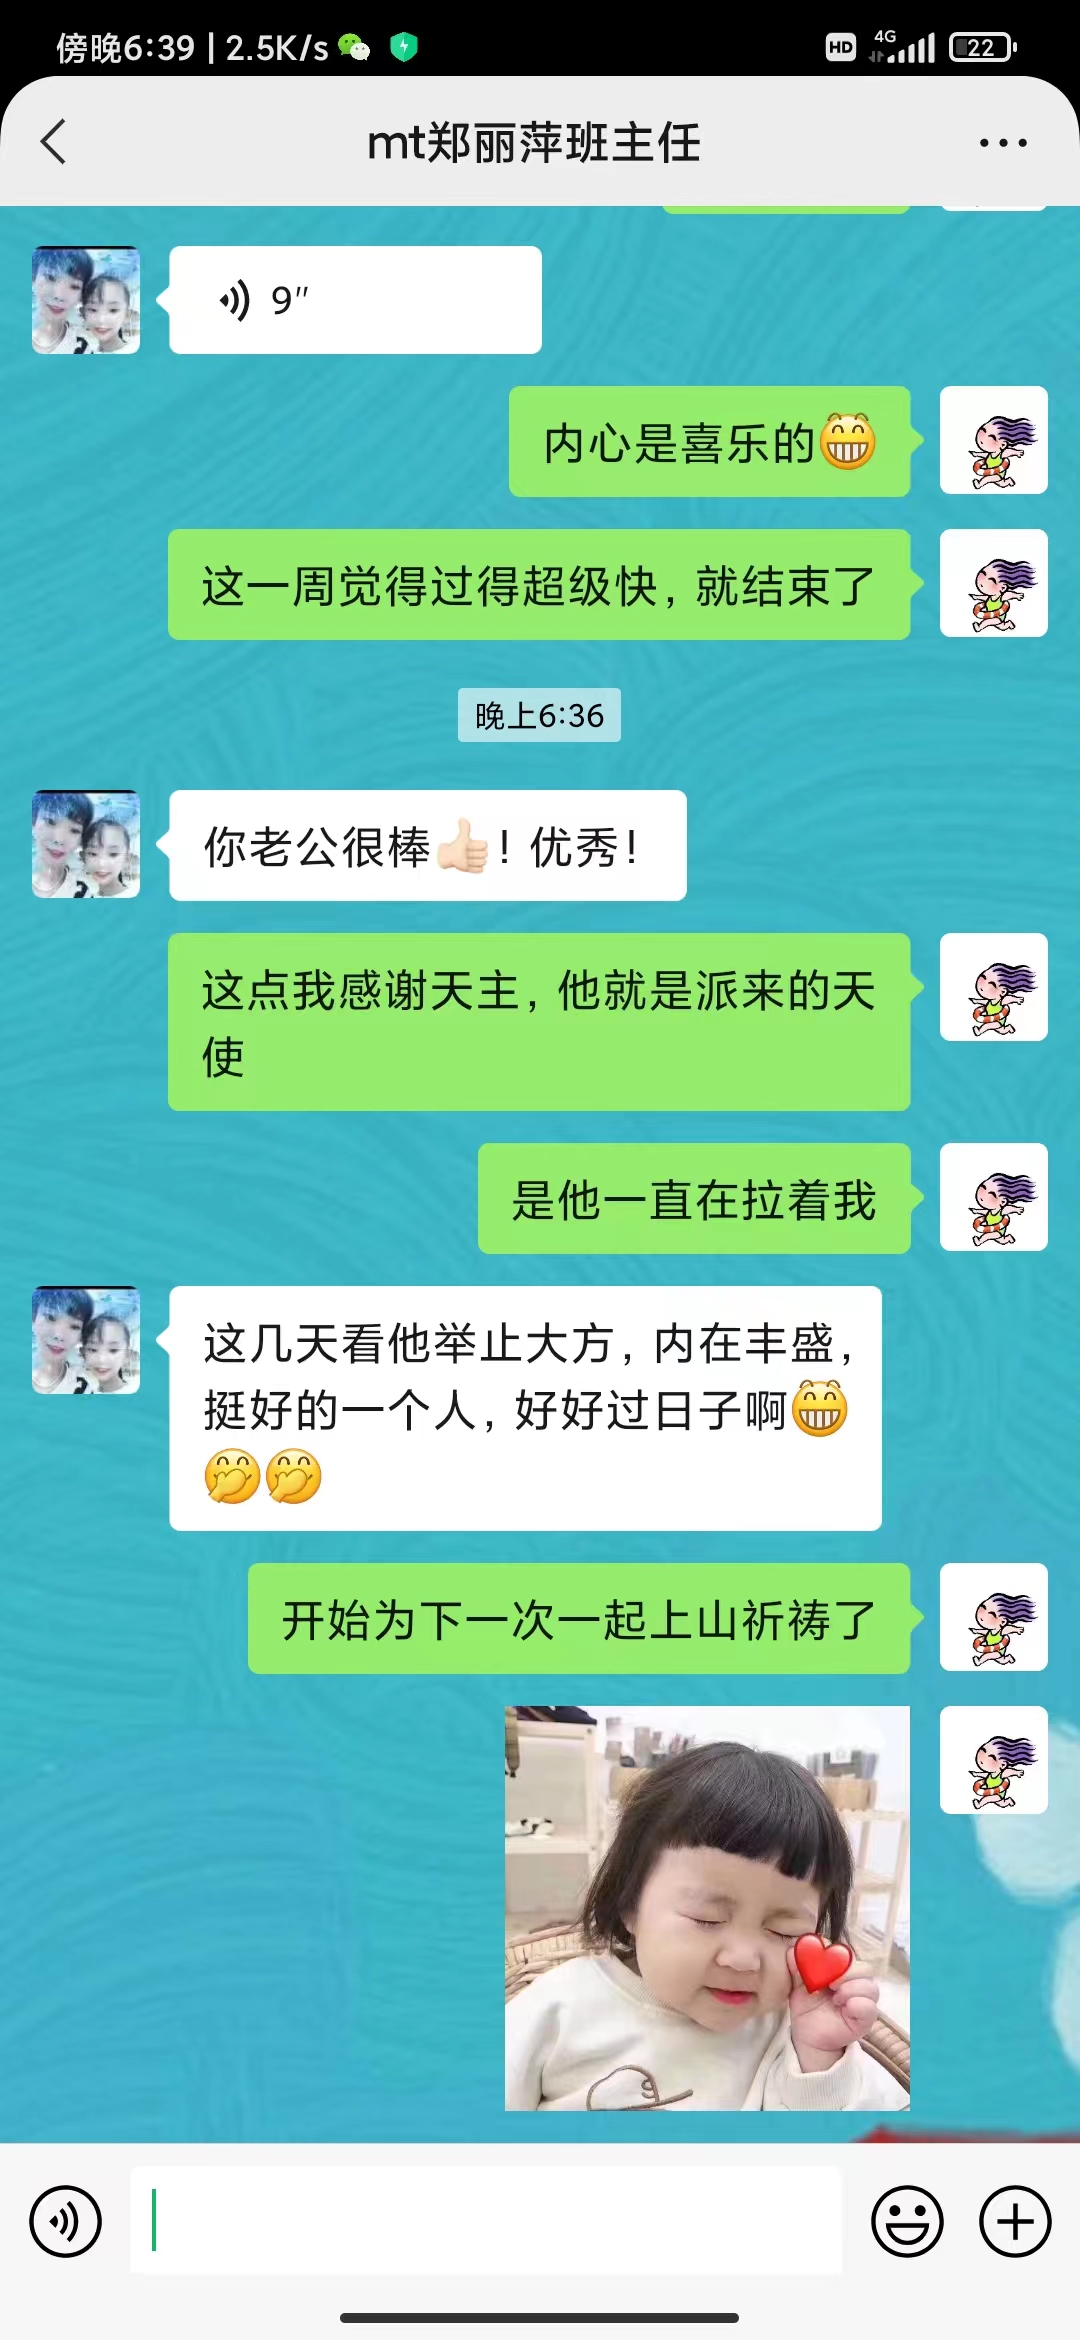 傍晚6:39 | 2.5K/s
HD 4G 22
mt郑丽萍班主任
9″
内心是喜乐的😁
这一周觉得过得超级快，就结束了
晚上6:36
你老公很棒👍🏻！优秀！
这点我感谢天主，他就是派来的天
使
是他一直在拉着我
这几天看他举止大方，内在丰盛，
挺好的一个人，好好过日子啊😁
🤭🤭
开始为下一次一起上山祈祷了